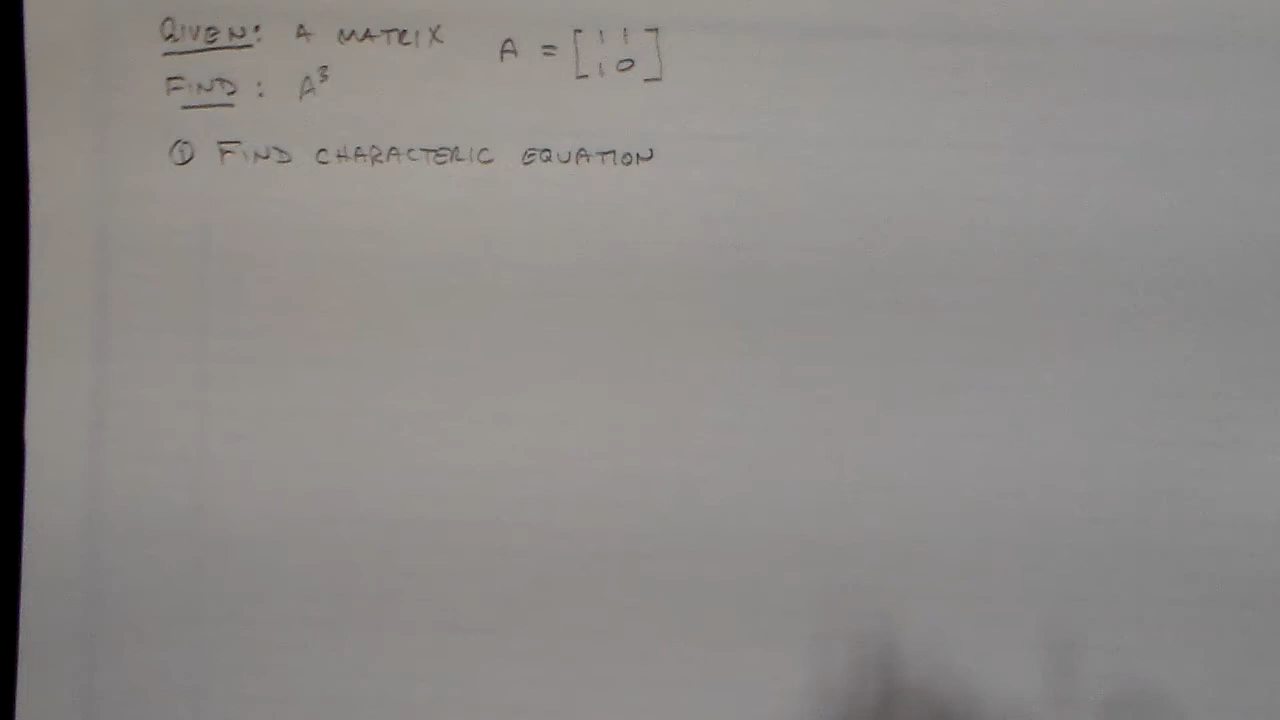 GIVEN: A MATRIX A = [1 1
1 0]
FIND: A³
① FIND CHARACTERIC EQUATION